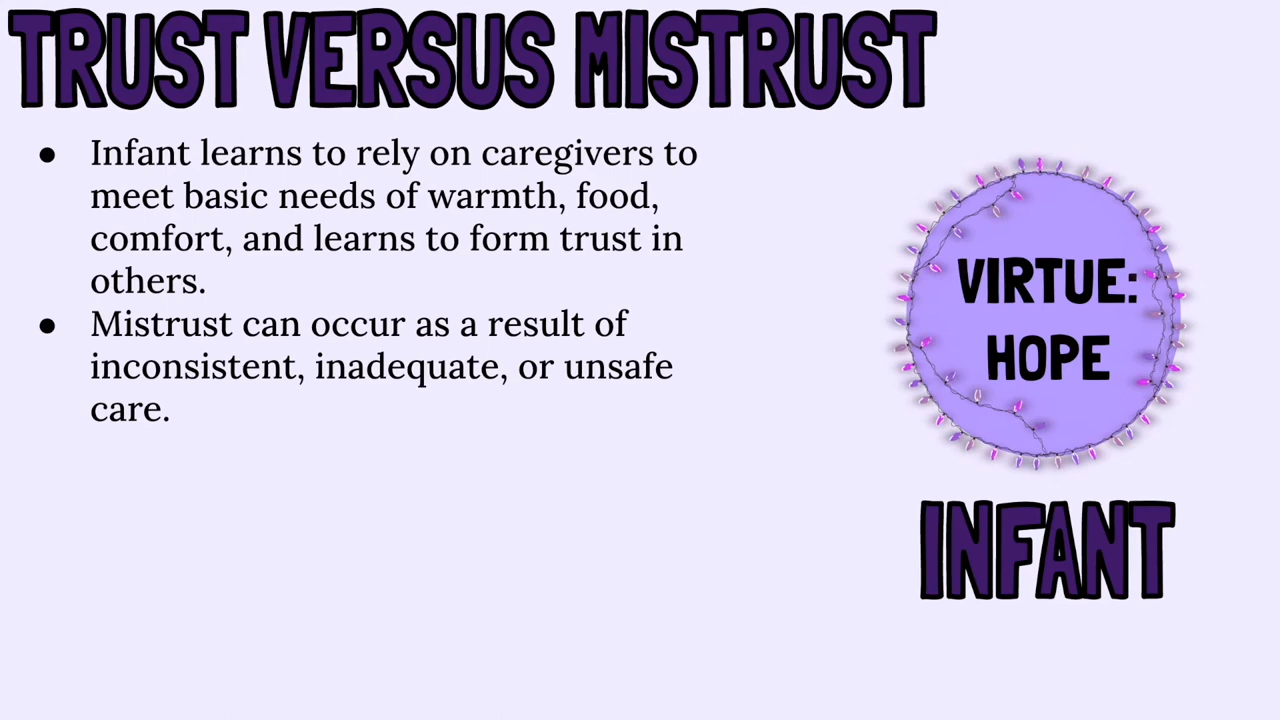 TRUST VERSUS MISTRUST
● Infant learns to rely on caregivers to
meet basic needs of warmth, food,
comfort, and learns to form trust in
others.
● Mistrust can occur as a result of
inconsistent, inadequate, or unsafe
care.
VIRTUE:
HOPE
INFANT